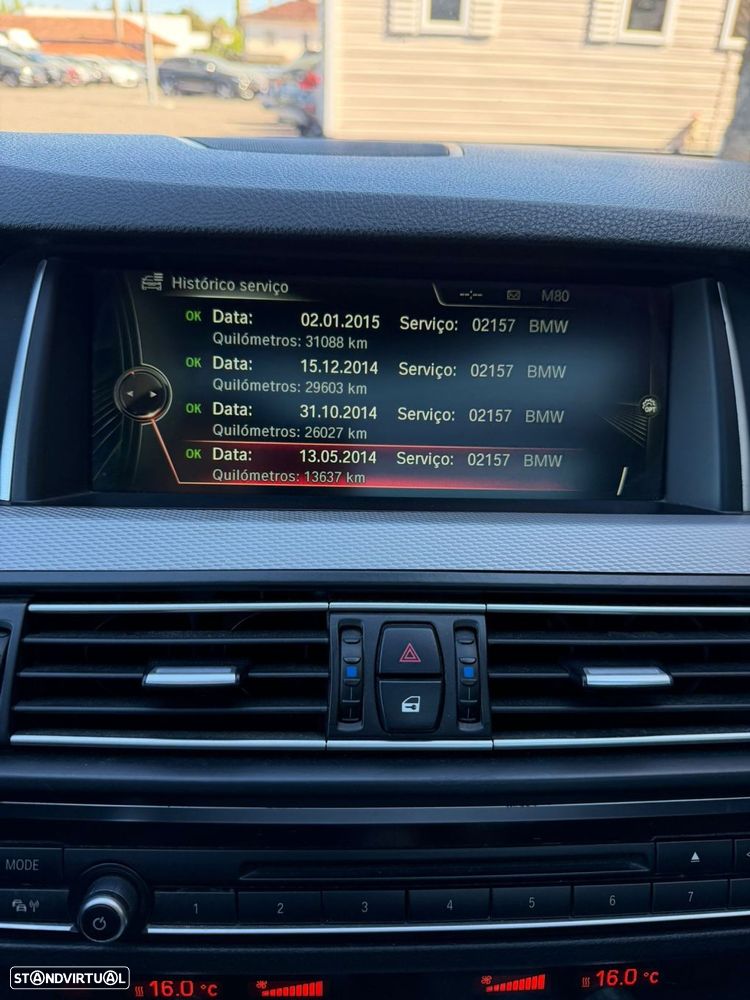 Histórico serviço
--:-- M80
OK Data: 02.01.2015 Serviço: 02157 BMW
Quilómetros: 31088 km
OK Data: 15.12.2014 Serviço: 02157 BMW
Quilómetros: 29603 km
OK Data: 31.10.2014 Serviço: 02157 BMW
Quilómetros: 26027 km
OK Data: 13.05.2014 Serviço: 02157 BMW
Quilómetros: 13637 km
MODE
1 2 3 4 5 6 7
STANDVIRTUAL
16.0 °C 16.0 °C